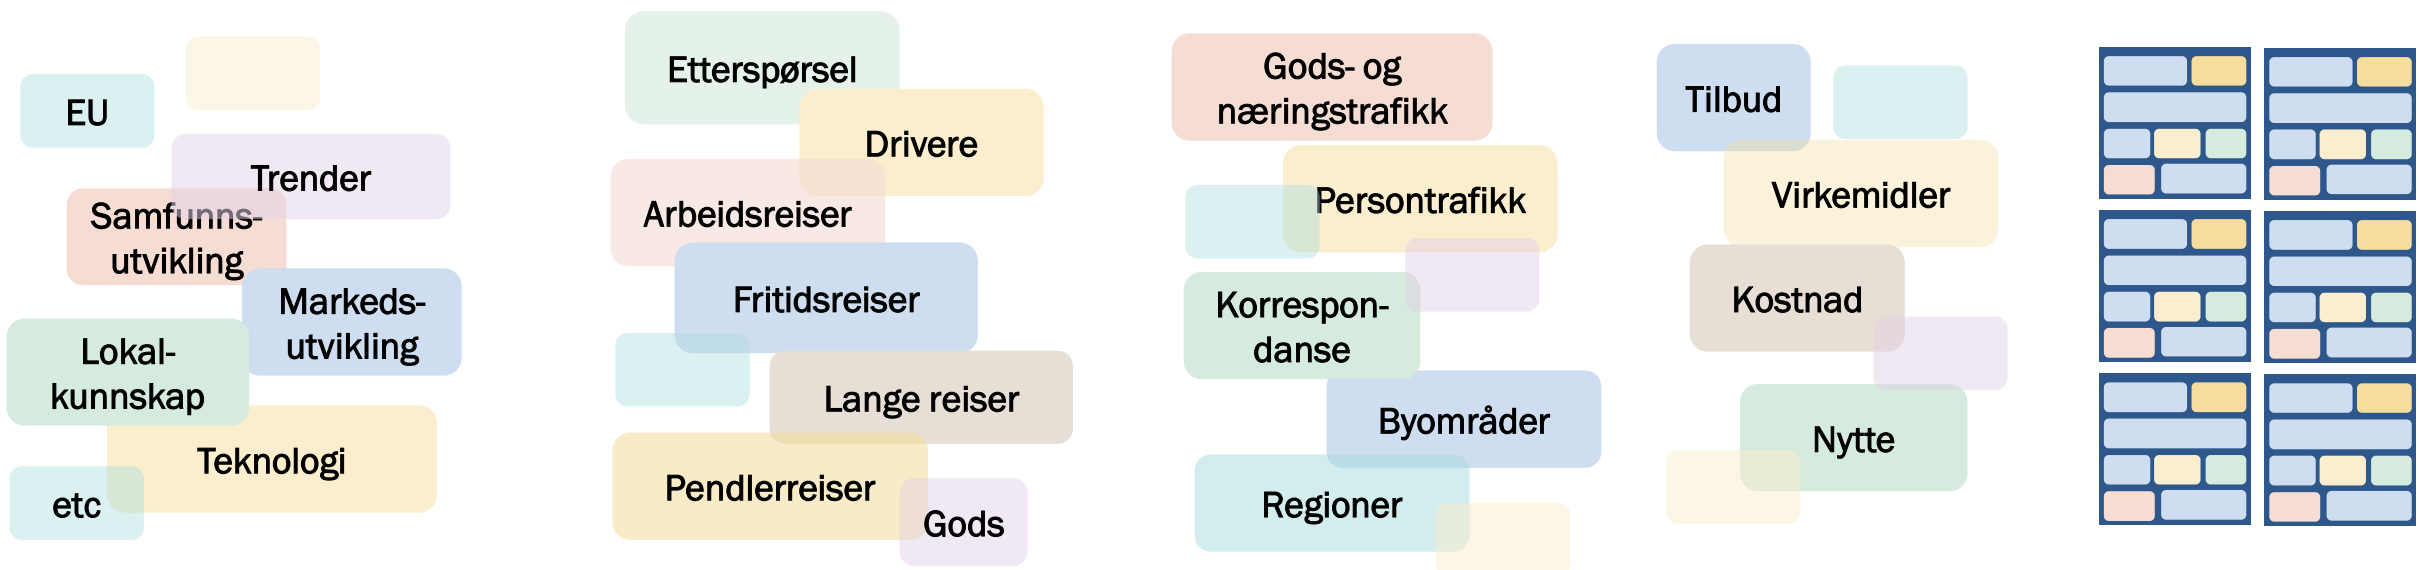 EU
Trender
Samfunns-
utvikling
Markeds-
utvikling
Lokal-
kunnskap
Teknologi
etc
Etterspørsel
Drivere
Arbeidsreiser
Fritidsreiser
Lange reiser
Pendlerreiser
Gods
Gods- og
næringstrafikk
Persontrafikk
Korrespon-
danse
Byområder
Regioner
Tilbud
Virkemidler
Kostnad
Nytte